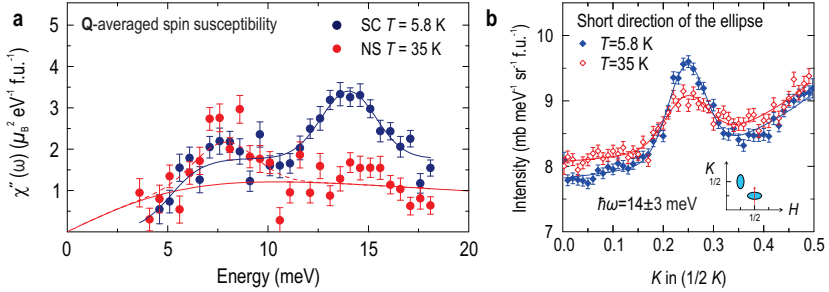 a
Q-averaged spin susceptibility
SC T = 5.8 K
NS T = 35 K
χ″ (ω) (μB² eV⁻¹ f.u.⁻¹)
5
4
3
2
1
0
5
10
15
20
Energy (meV)
b
Short direction of the ellipse
T=5.8 K
T=35 K
Intensity (mb meV⁻¹ sr⁻¹ f.u.⁻¹)
10
9
8
7
6
ħω=14±3 meV
K
1/2
1/2
H
0.0
0.1
0.2
0.3
0.4
0.5
K in (1/2 K)